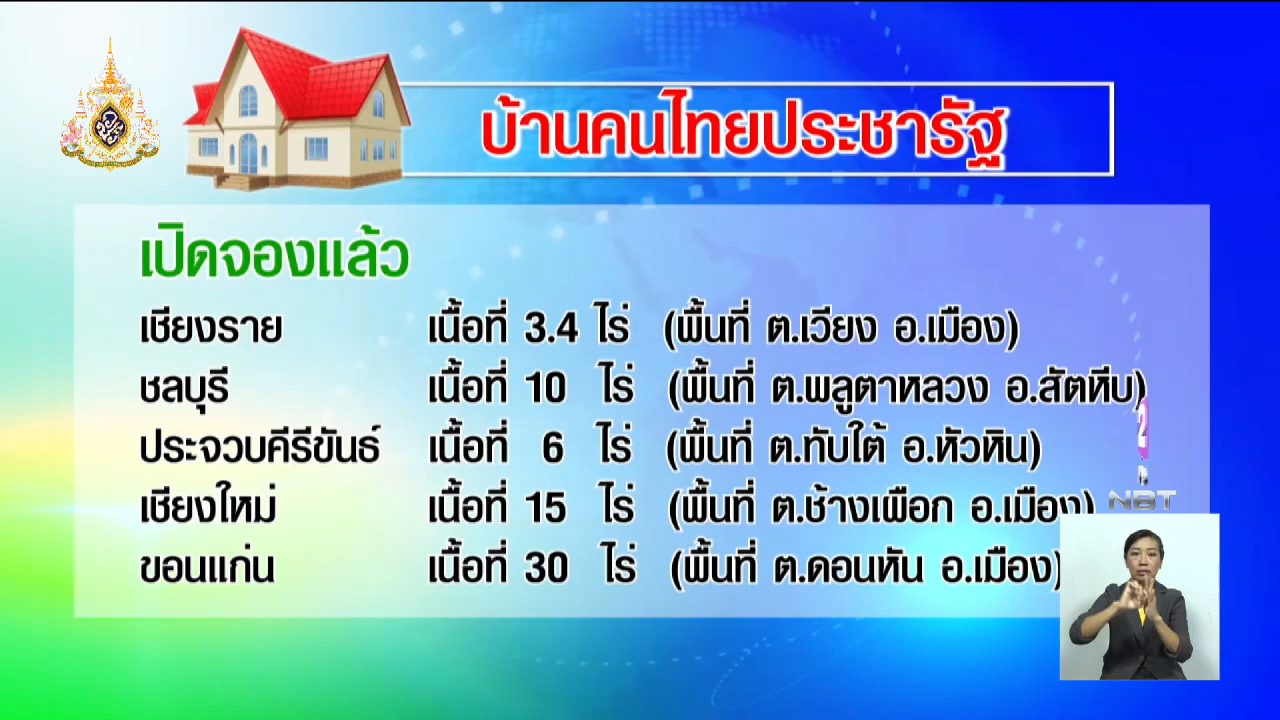 บ้านคนไทยประชารัฐ
เปิดจองแล้ว
เชียงราย เนื้อที่ 3.4 ไร่ (พื้นที่ ต.เวียง อ.เมือง)
ชลบุรี เนื้อที่ 10 ไร่ (พื้นที่ ต.พลูตาหลวง อ.สัตหีบ)
ประจวบคีรีขันธ์ เนื้อที่ 6 ไร่ (พื้นที่ ต.ทับใต้ อ.หัวหิน)
เชียงใหม่ เนื้อที่ 15 ไร่ (พื้นที่ ต.ช้างเผือก อ.เมือง)
ขอนแก่น เนื้อที่ 30 ไร่ (พื้นที่ ต.ดอนหัน อ.เมือง)
2
NBT